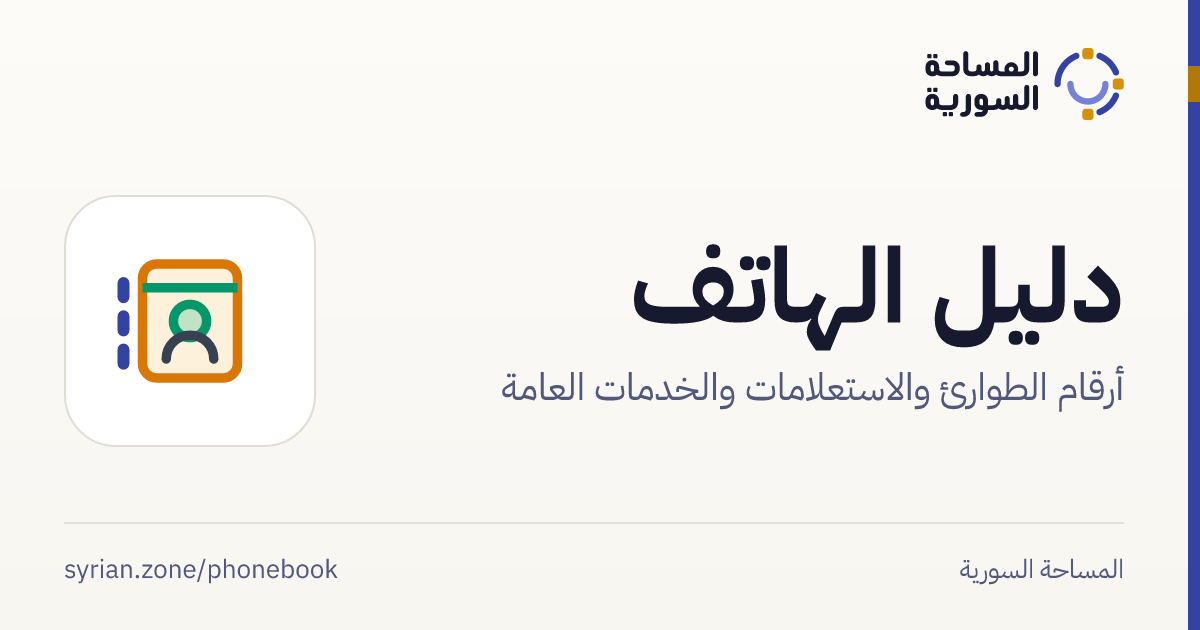 المساحة
السورية
دليل الهاتف
أرقام الطوارئ والاستعلامات والخدمات العامة
المساحة السورية
syrian.zone/phonebook